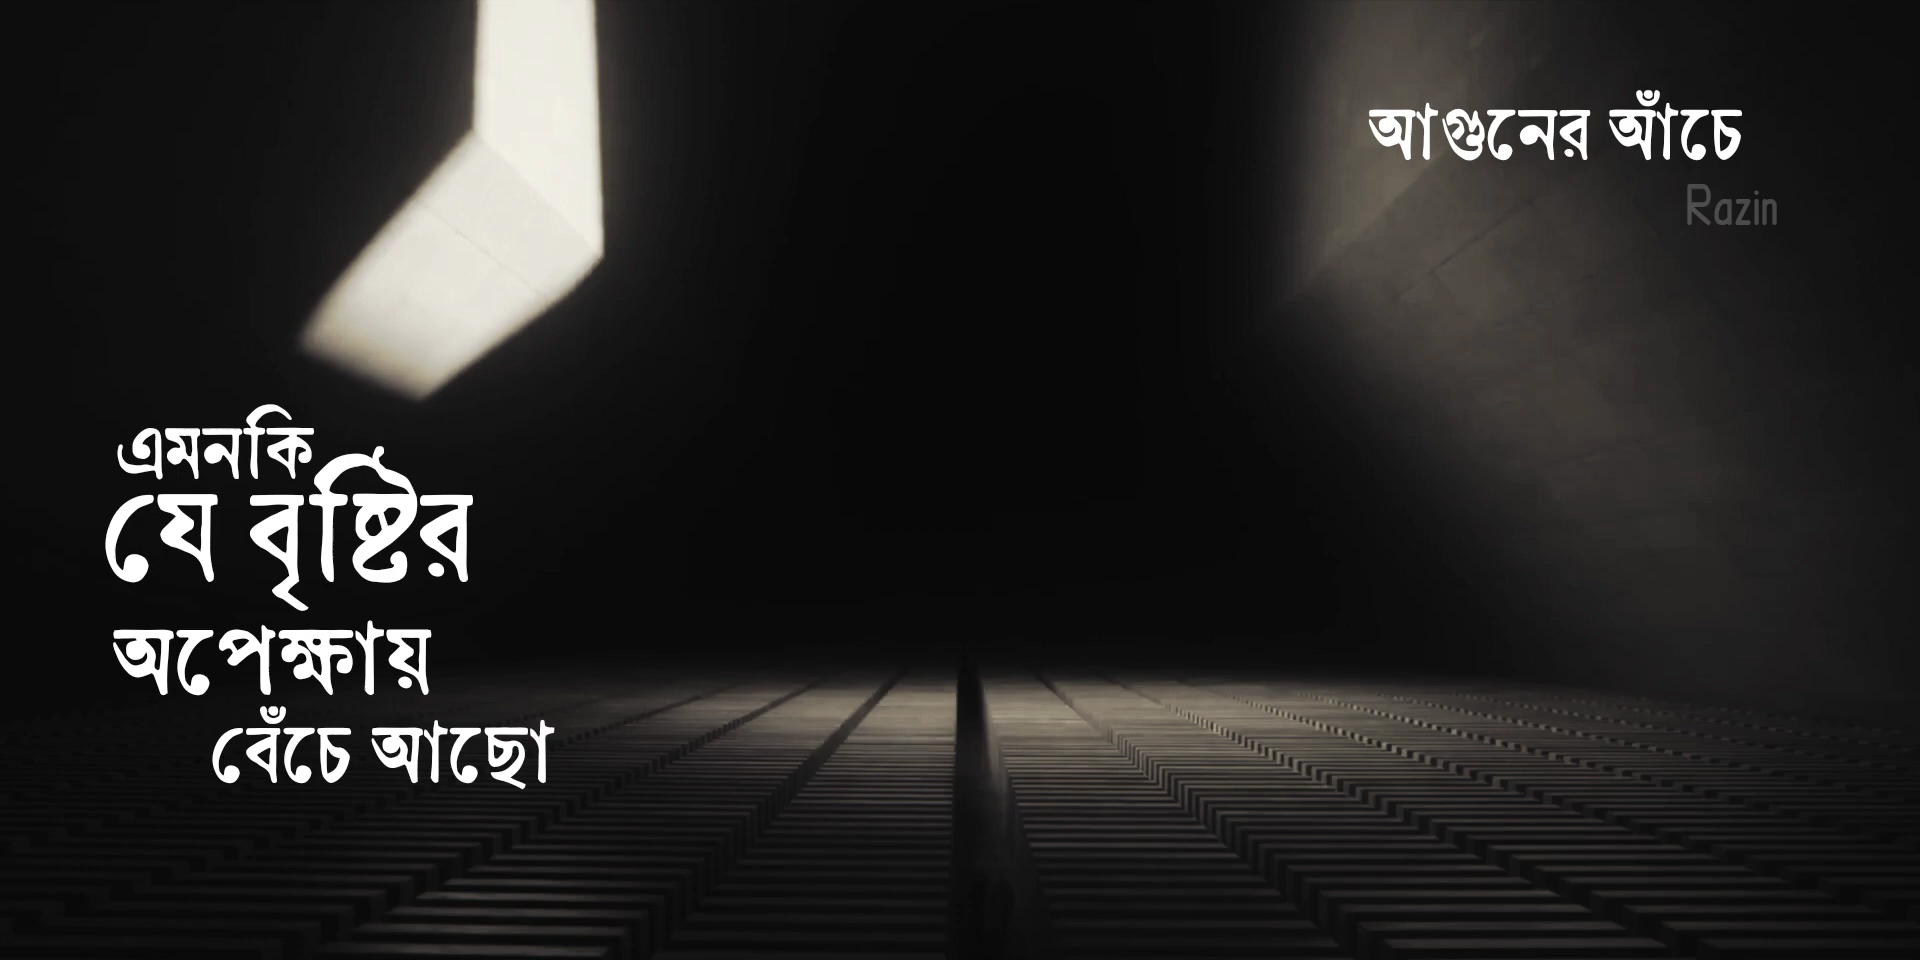 আগুনের আঁচে
Razin
এমনকি
যে বৃষ্টির
অপেক্ষায়
বেঁচে আছো